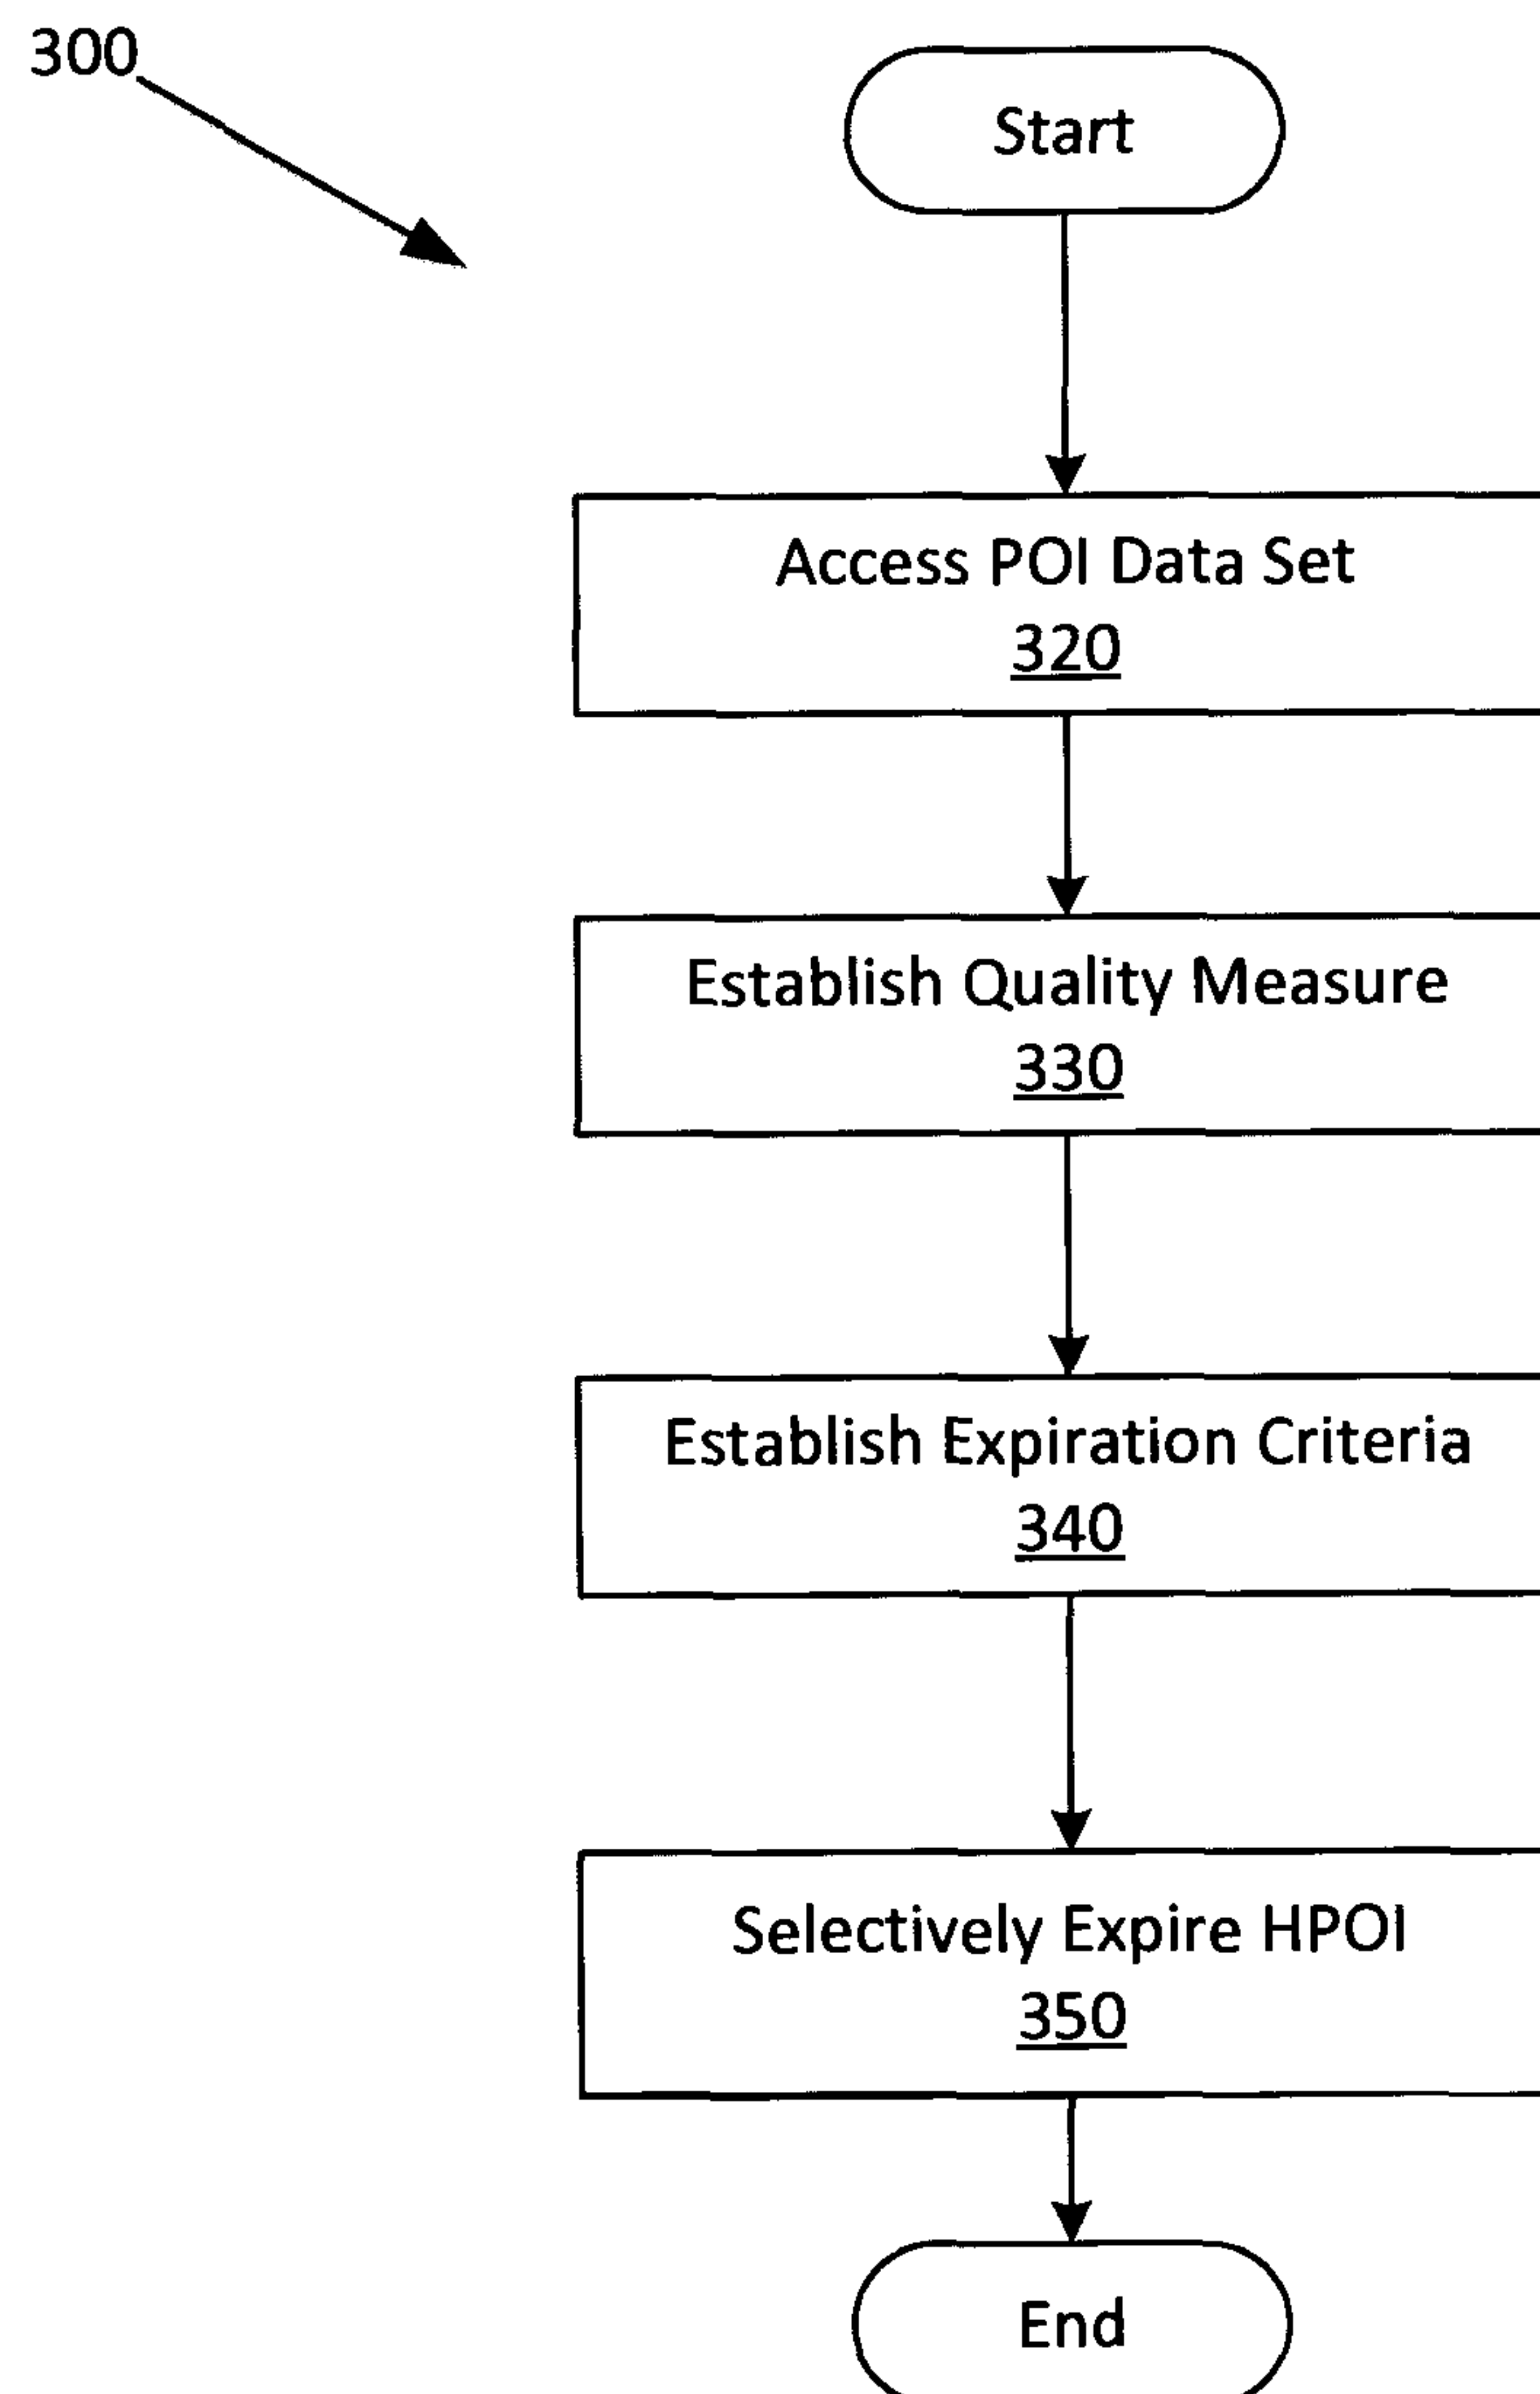 300
Start
Access POI Data Set
320
Establish Quality Measure
330
Establish Expiration Criteria
340
Selectively Expire HPOI
350
End